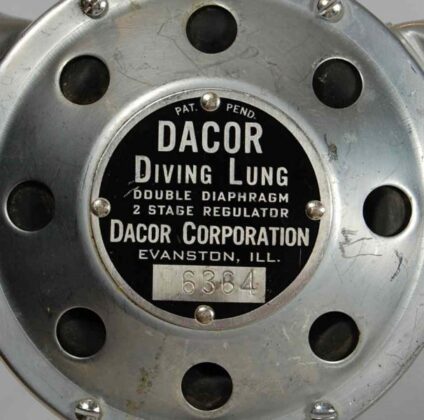 PAT. PEND.
DACOR
DIVING LUNG
DOUBLE DIAPHRAGM
2 STAGE REGULATOR
DACOR CORPORATION
EVANSTON, ILL.
6364